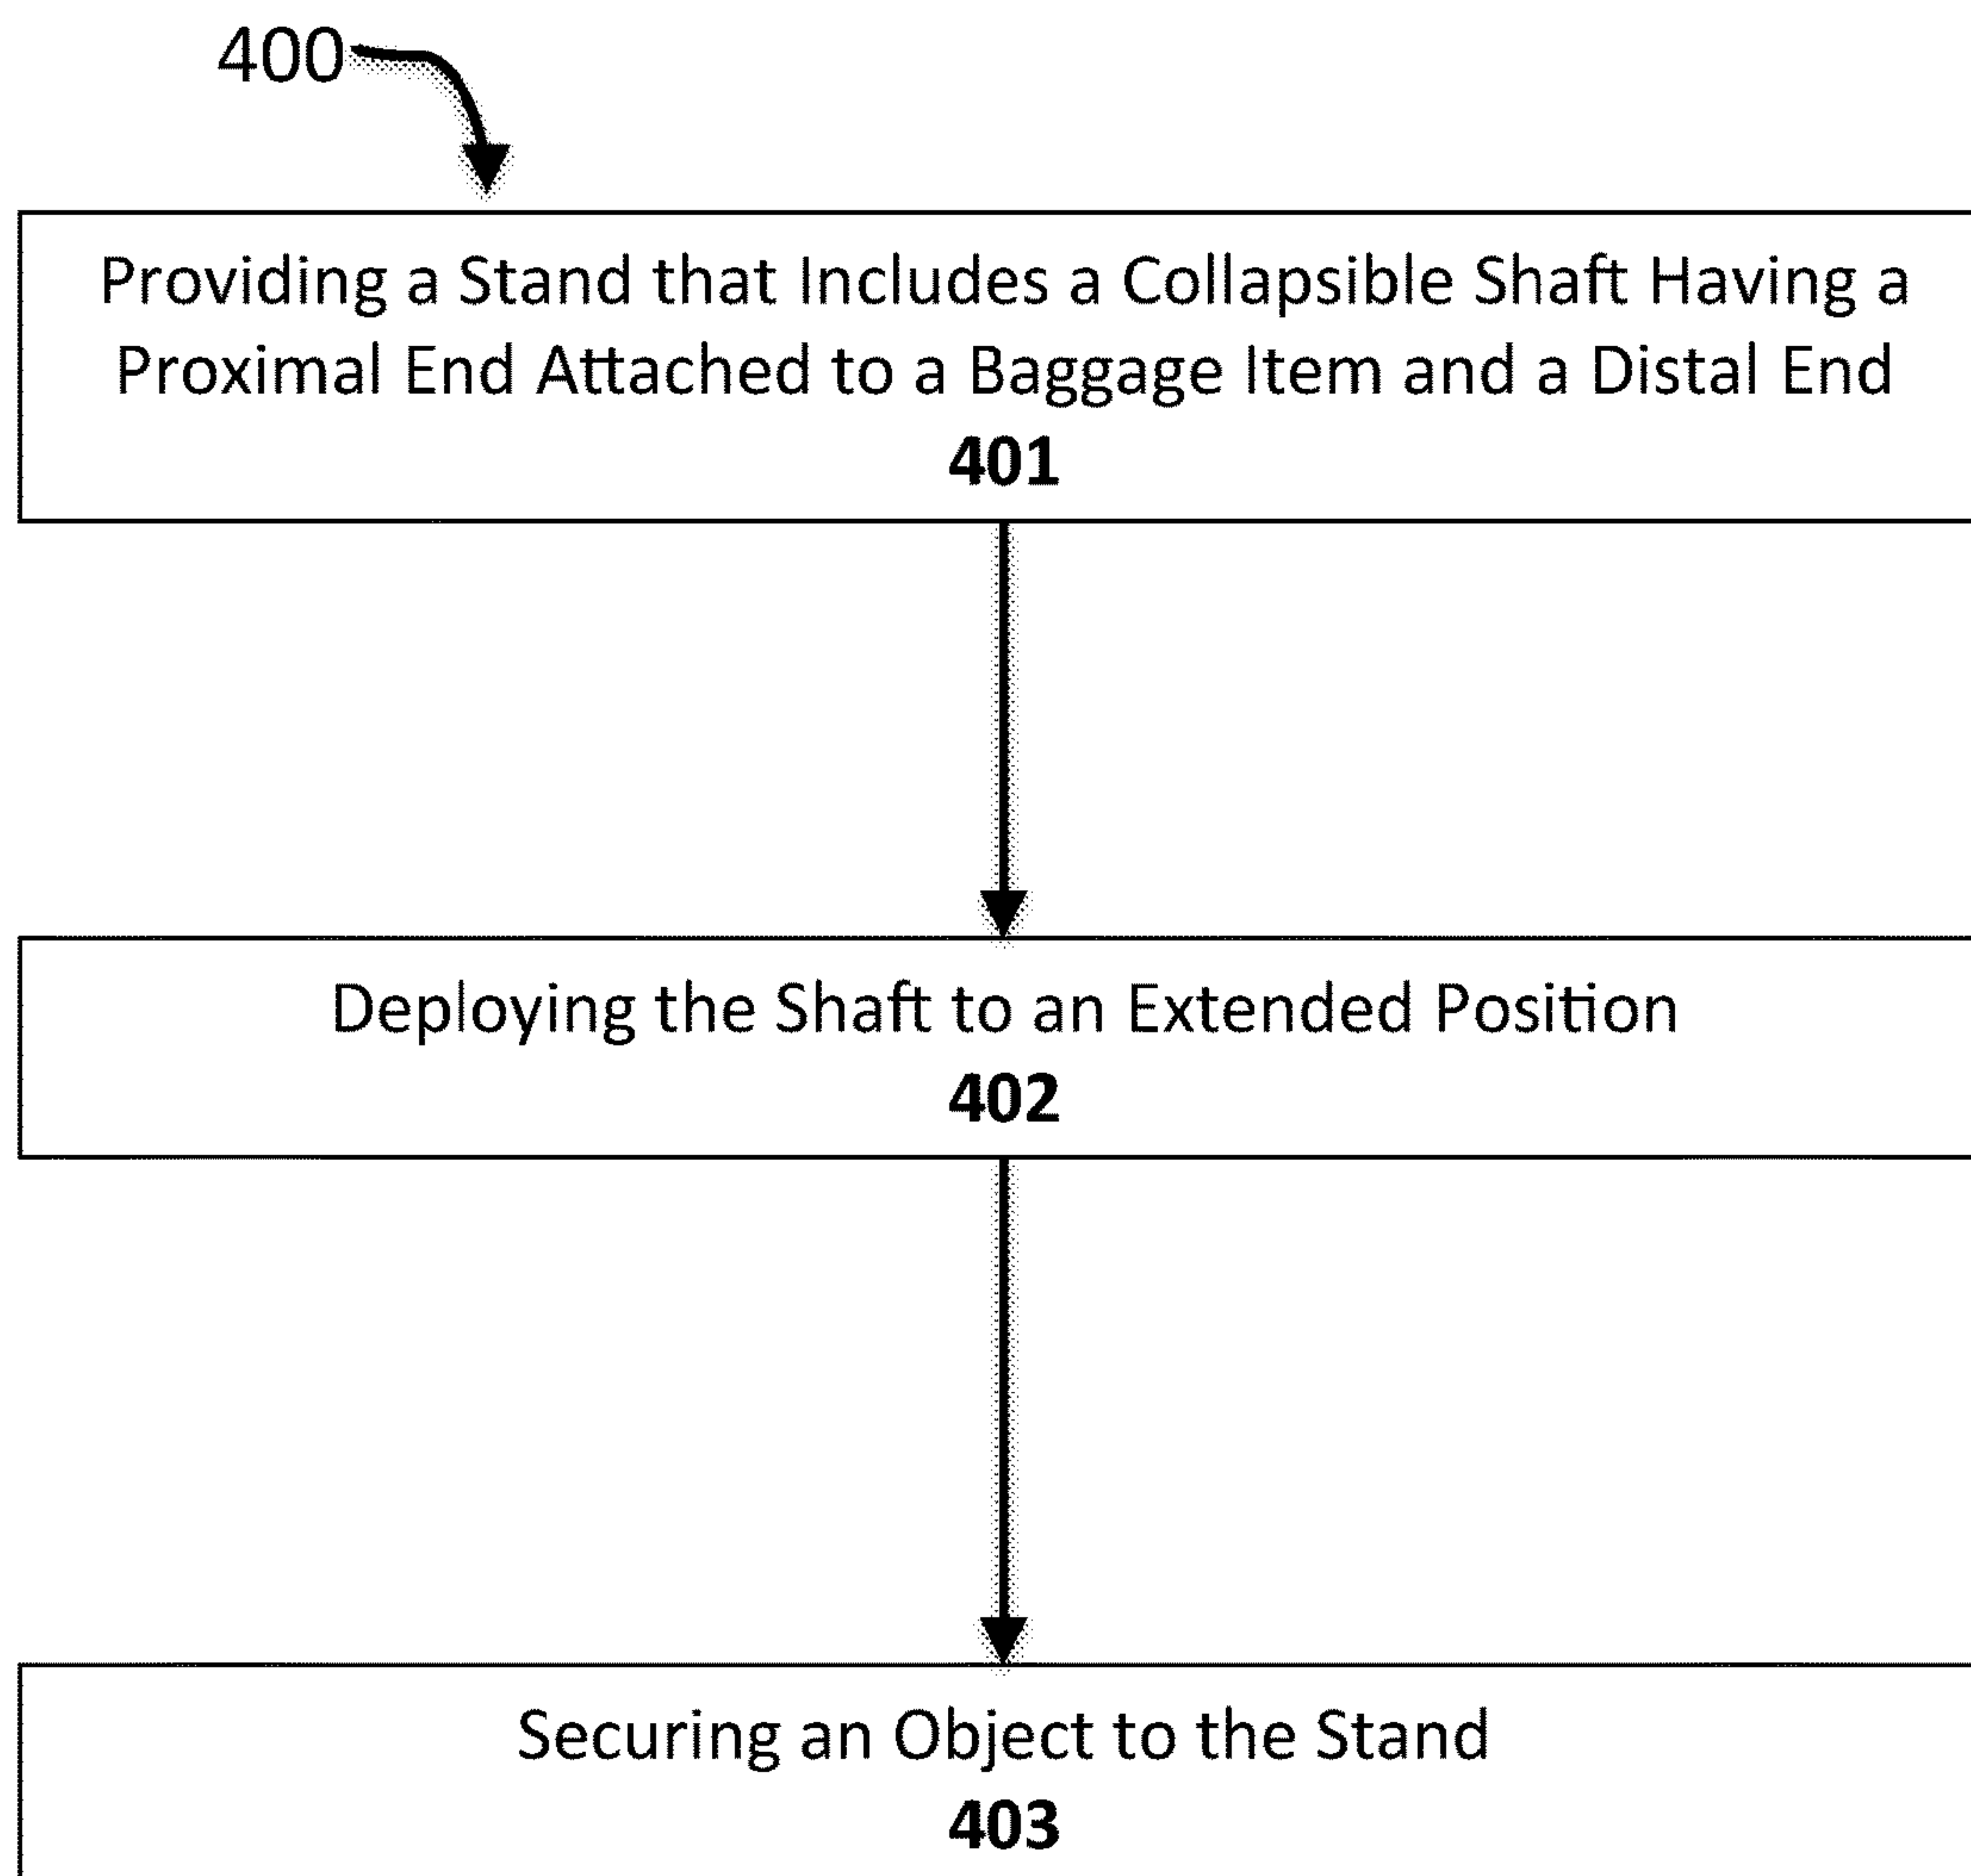 400
Providing a Stand that Includes a Collapsible Shaft Having a
Proximal End Attached to a Baggage Item and a Distal End
401
Deploying the Shaft to an Extended Position
402
Securing an Object to the Stand
403